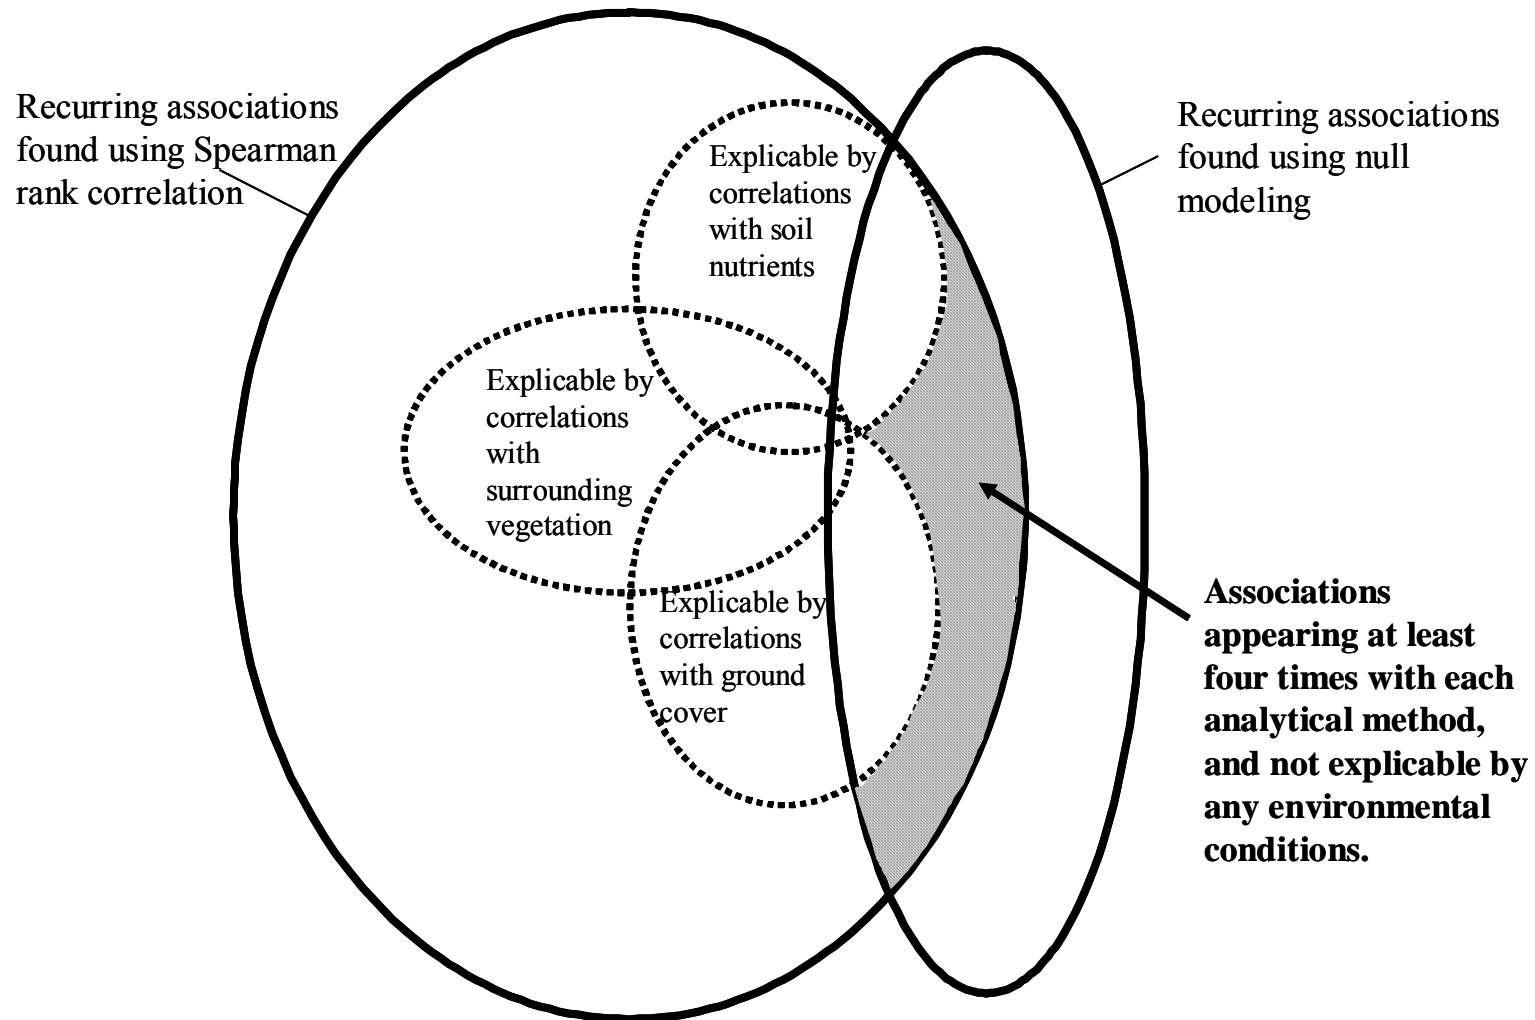 Recurring associations
found using Spearman
rank correlation
Recurring associations
found using null
modeling
Explicable by
correlations
with soil
nutrients
Explicable by
correlations
with
surrounding
vegetation
Explicable by
correlations
with ground
cover
Associations
appearing at least
four times with each
analytical method,
and not explicable by
any environmental
conditions.